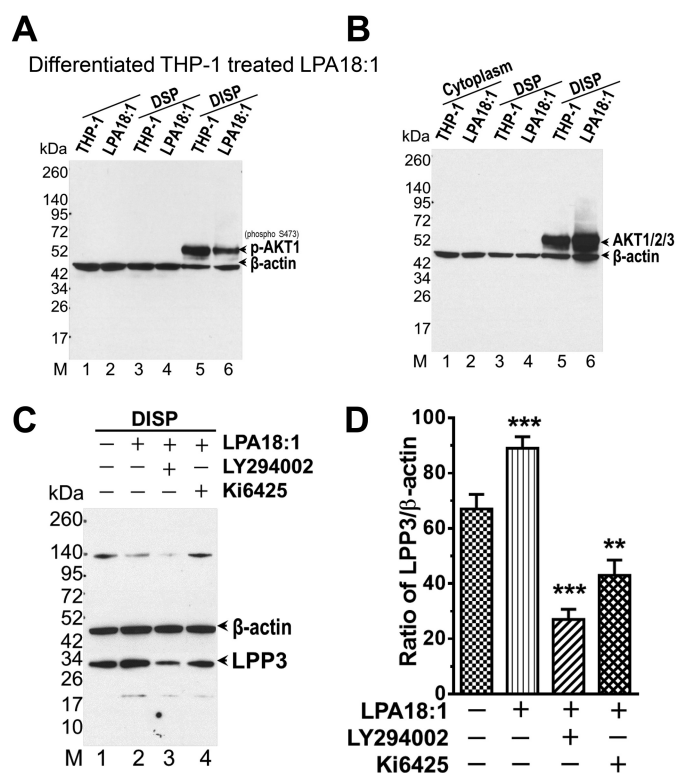 A
Differentiated THP-1 treated LPA18:1
DSP DISP
THP-1 LPA18:1 THP-1 LPA18:1 THP-1 LPA18:1
kDa
260
140
95
72
52
42
34
26
17
(phospho S473)
p-AKT1
β-actin
M 1 2 3 4 5 6
B
Cytoplasm DSP DISP
THP-1 LPA18:1 THP-1 LPA18:1 THP-1 LPA18:1
kDa
260
140
95
72
52
42
34
26
17
AKT1/2/3
β-actin
M 1 2 3 4 5 6
C
DISP
– + + + LPA18:1
– – + – LY294002
– – – + Ki6425
kDa
260
140
95
72
52
42
34
26
17
10
β-actin
LPP3
M 1 2 3 4
D
Ratio of LPP3/β-actin
100
80
60
40
20
0
***
***
**
LPA18:1 – + + +
LY294002 – – + –
Ki6425 – – – +